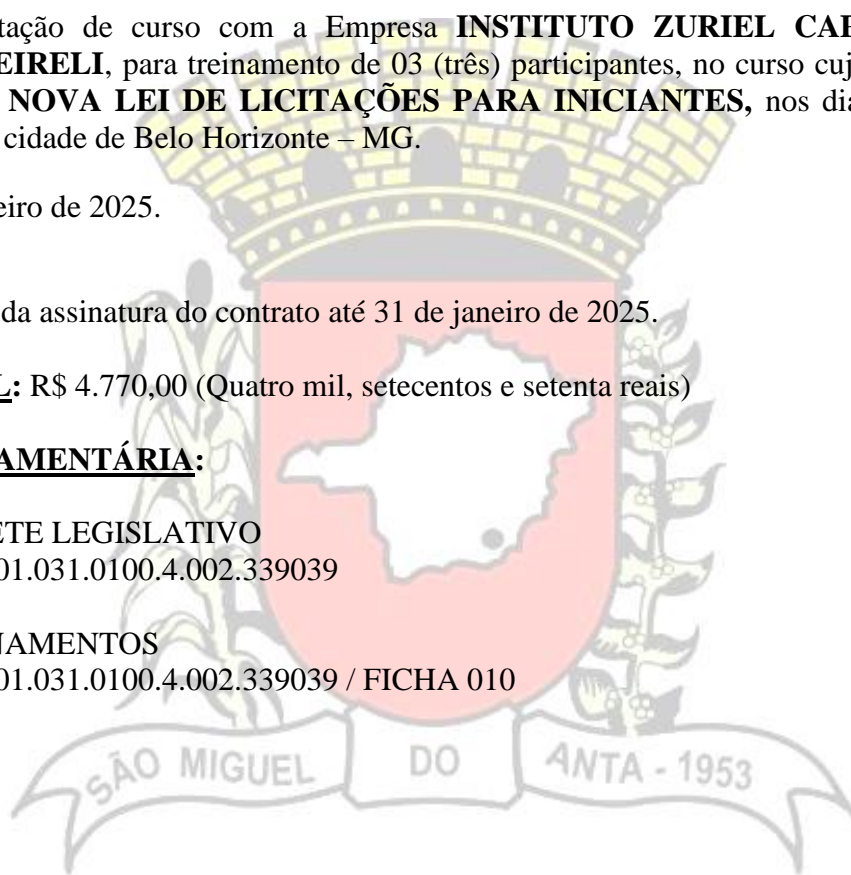 tação de curso com a Empresa INSTITUTO ZURIEL CAB
EIRELI, para treinamento de 03 (três) participantes, no curso cuj
NOVA LEI DE LICITAÇÕES PARA INICIANTES, nos dia
cidade de Belo Horizonte – MG.
eiro de 2025.
da assinatura do contrato até 31 de janeiro de 2025.
L: R$ 4.770,00 (Quatro mil, setecentos e setenta reais)
AMENTÁRIA:
ETE LEGISLATIVO
01.031.0100.4.002.339039
NAMENTOS
01.031.0100.4.002.339039 / FICHA 010
SÃO MIGUEL DO ANTA - 1953